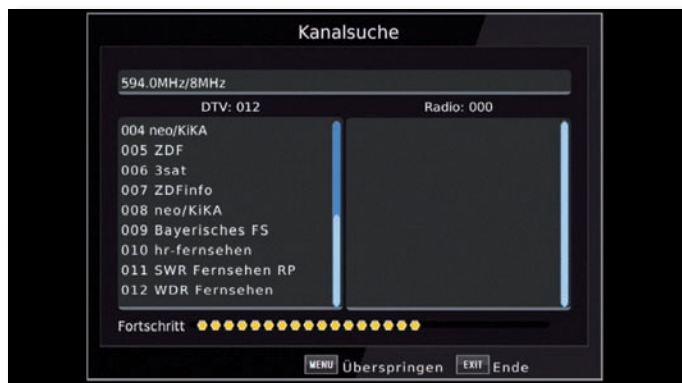 Kanalsuche
594.0MHz/8MHz
DTV: 012 Radio: 000
004 neo/KiKA
005 ZDF
006 3sat
007 ZDFinfo
008 neo/KiKA
009 Bayerisches FS
010 hr-fernsehen
011 SWR Fernsehen RP
012 WDR Fernsehen
Fortschritt
MENU Überspringen EXIT Ende